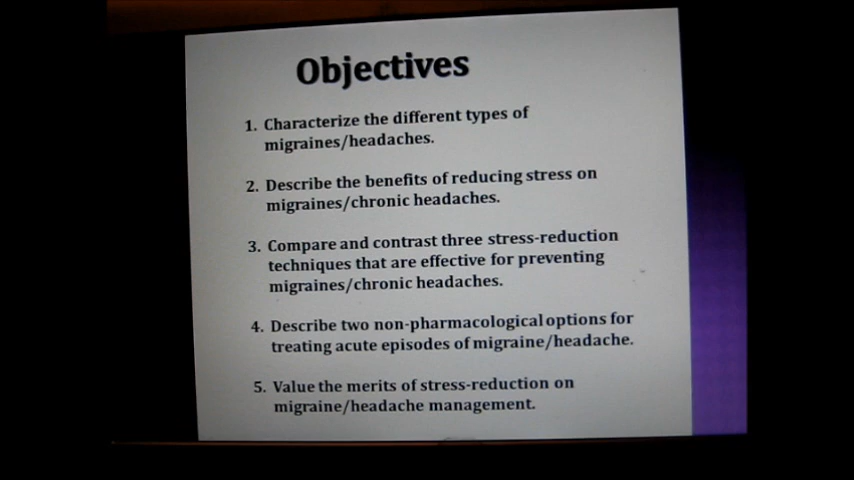 Objectives
1. Characterize the different types of
migraines/headaches.
2. Describe the benefits of reducing stress on
migraines/chronic headaches.
3. Compare and contrast three stress-reduction
techniques that are effective for preventing
migraines/chronic headaches.
4. Describe two non-pharmacological options for
treating acute episodes of migraine/headache.
5. Value the merits of stress-reduction on
migraine/headache management.